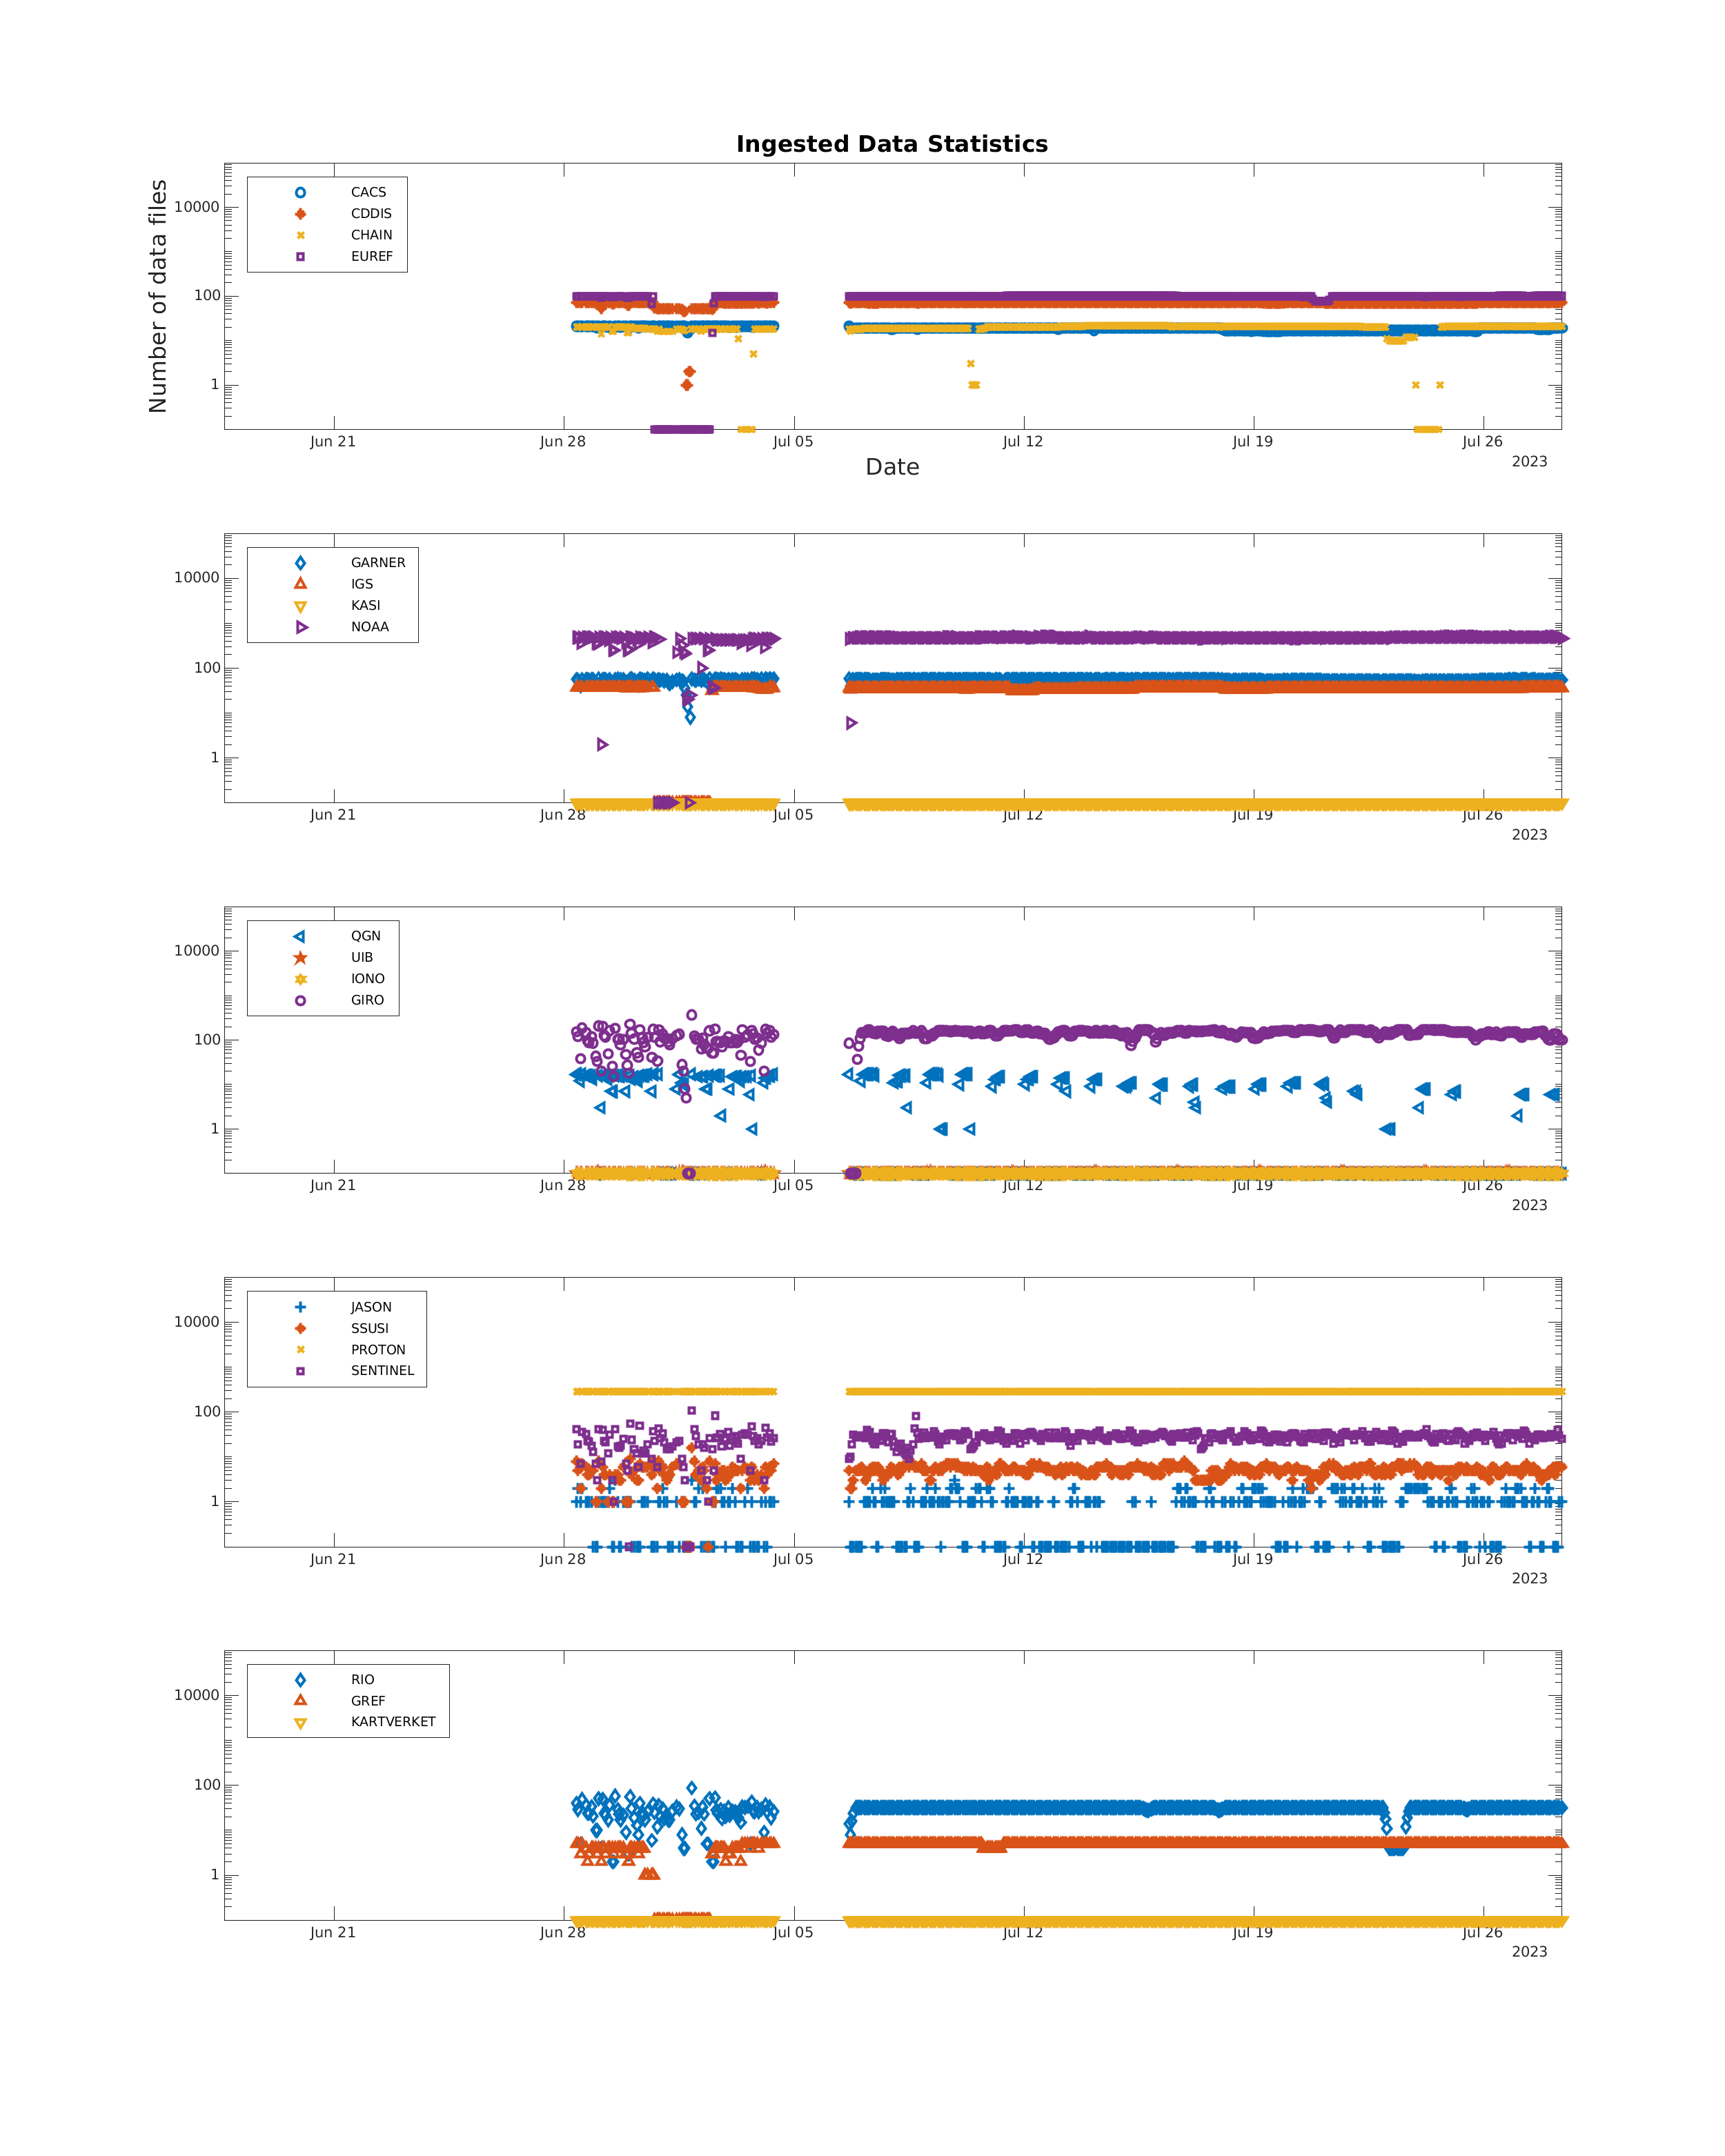 Ingested Data Statistics
Number of data files
CACS
CDDIS
CHAIN
EUREF
10000
100
1
Jun 21 Jun 28 Jul 05 Jul 12 Jul 19 Jul 26
2023
Date
GARNER
IGS
KASI
NOAA
10000
100
1
Jun 21 Jun 28 Jul 05 Jul 12 Jul 19 Jul 26
2023
QGN
UIB
IONO
GIRO
10000
100
1
Jun 21 Jun 28 Jul 05 Jul 12 Jul 19 Jul 26
2023
JASON
SSUSI
PROTON
SENTINEL
10000
100
1
Jun 21 Jun 28 Jul 05 Jul 12 Jul 19 Jul 26
2023
RIO
GREF
KARTVERKET
10000
100
1
Jun 21 Jun 28 Jul 05 Jul 12 Jul 19 Jul 26
2023